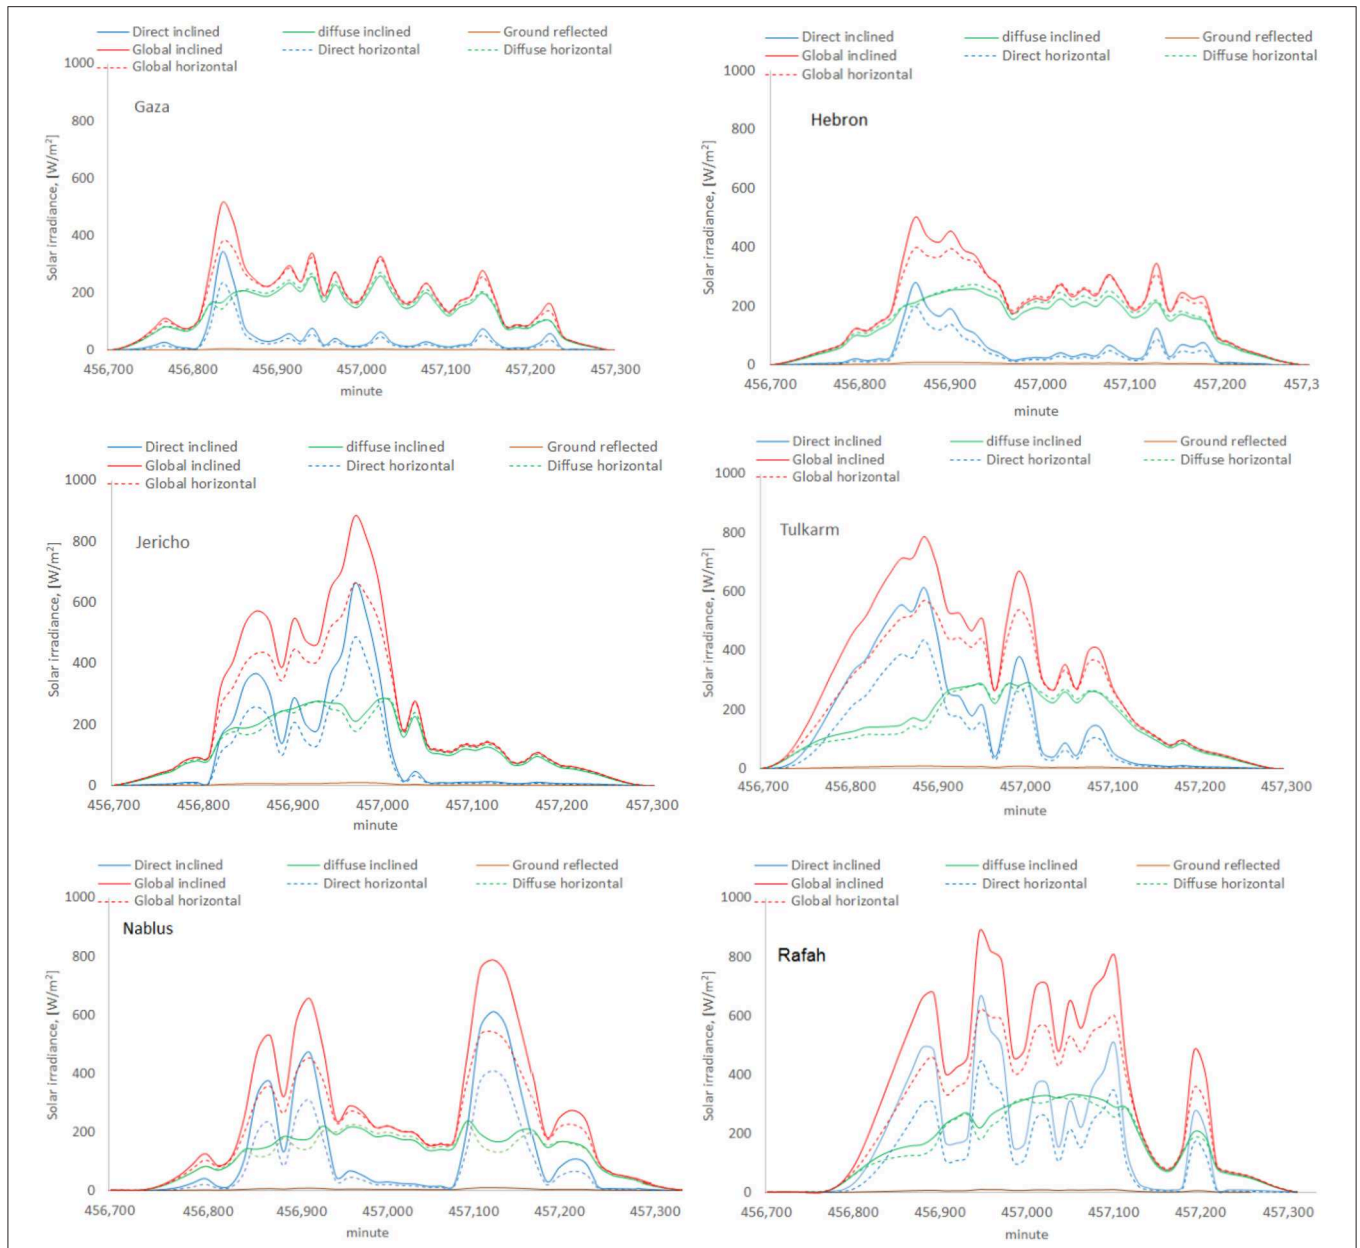 Direct inclined diffuse inclined Ground reflected
Global inclined Direct horizontal Diffuse horizontal
Global horizontal
1000
Gaza
800
600
400
200
0
Solar irradiance, [W/m²]
456,700 456,800 456,900 457,000 457,100 457,200 457,300
minute
Direct inclined diffuse inclined Ground reflected
Global inclined Direct horizontal Diffuse horizontal
Global horizontal
1000
Hebron
800
600
400
200
0
Solar irradiance, [W/m²]
456,700 456,800 456,900 457,000 457,100 457,200 457,3
minute
Direct inclined diffuse inclined Ground reflected
Global inclined Direct horizontal Diffuse horizontal
Global horizontal
1000
Jericho
800
600
400
200
0
Solar irradiance, [W/m²]
456,700 456,800 456,900 457,000 457,100 457,200 457,300
minute
Direct inclined diffuse inclined Ground reflected
Global inclined Direct horizontal Diffuse horizontal
Global horizontal
1000
Tulkarm
800
600
400
200
0
Solar irradiance, [W/m²]
456,700 456,800 456,900 457,000 457,100 457,200 457,300
minute
Direct inclined diffuse inclined Ground reflected
Global inclined Direct horizontal Diffuse horizontal
Global horizontal
1000
Nablus
800
600
400
200
0
Solar irradiance, [W/m²]
456,700 456,800 456,900 457,000 457,100 457,200 457,300
minute
Direct inclined diffuse inclined Ground reflected
Global inclined Direct horizontal Diffuse horizontal
Global horizontal
1000
Rafah
800
600
400
200
0
Solar irradiance, [W/m²]
456,700 456,800 456,900 457,000 457,100 457,200 457,300
minute